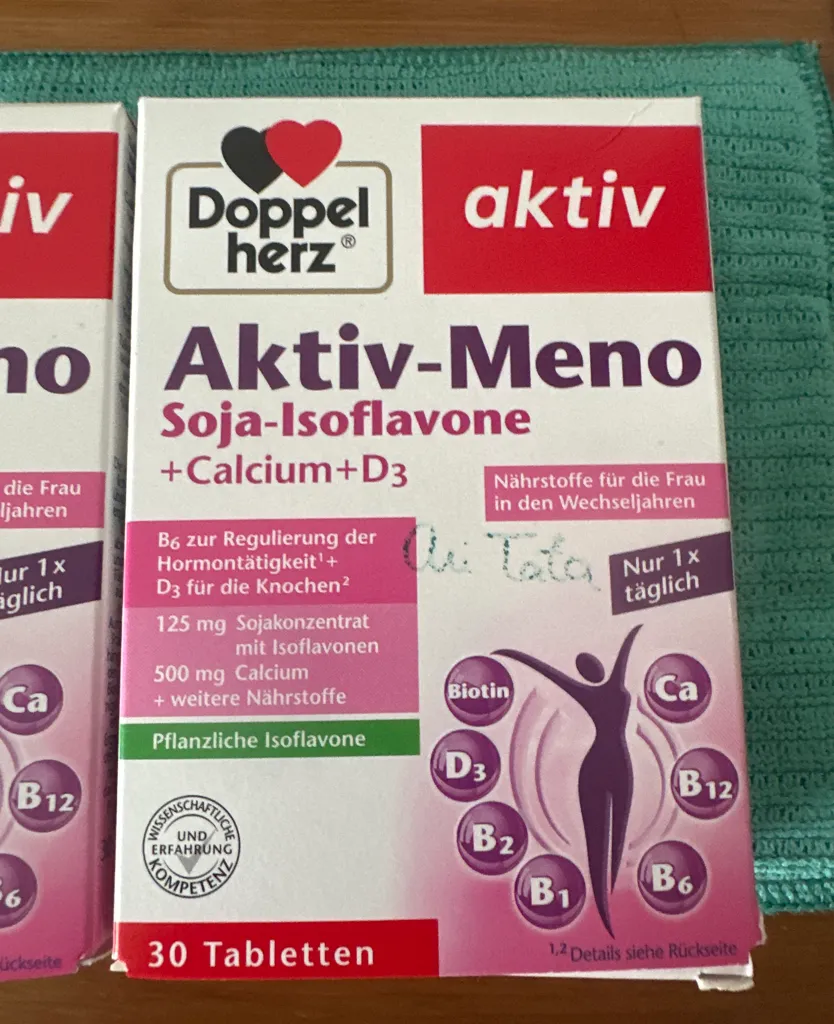 iv
no
die Frau
ljahren
ur 1x
äglich
Ca
B12
6
ückseite
Doppel
herz®
aktiv
Aktiv-Meno
Soja-Isoflavone
+Calcium+D3
Nährstoffe für die Frau
in den Wechseljahren
B6 zur Regulierung der
Hormontätigkeit¹+
D3 für die Knochen²
Nur 1x
täglich
125 mg Sojakonzentrat
mit Isoflavonen
500 mg Calcium
+ weitere Nährstoffe
Pflanzliche Isoflavone
Biotin
Ca
D3
B12
B2
B6
B1
WISSENSCHAFTLICHE
UND
ERFAHRUNG
KOMPETENZ
30 Tabletten
1,2 Details siehe Rückseite